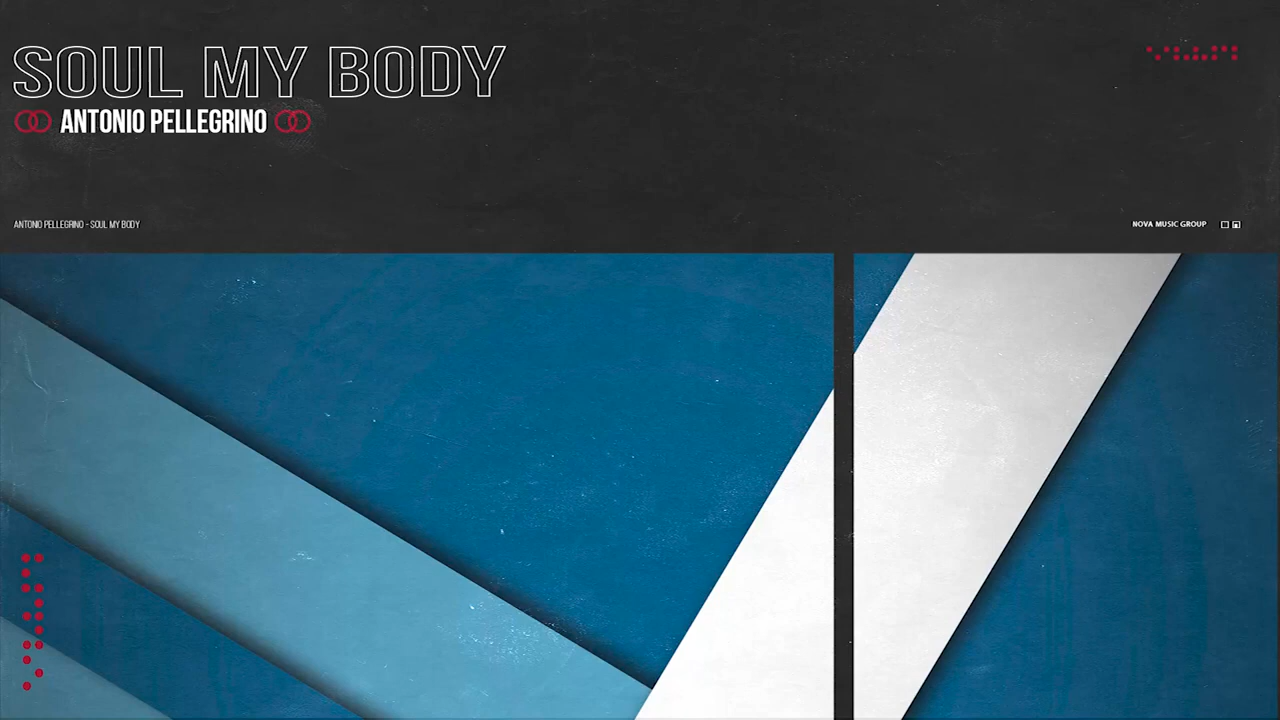 SOUL MY BODY
ANTONIO PELLEGRINO
ANTONIO PELLEGRINO - SOUL MY BODY
NOVA MUSIC GROUP